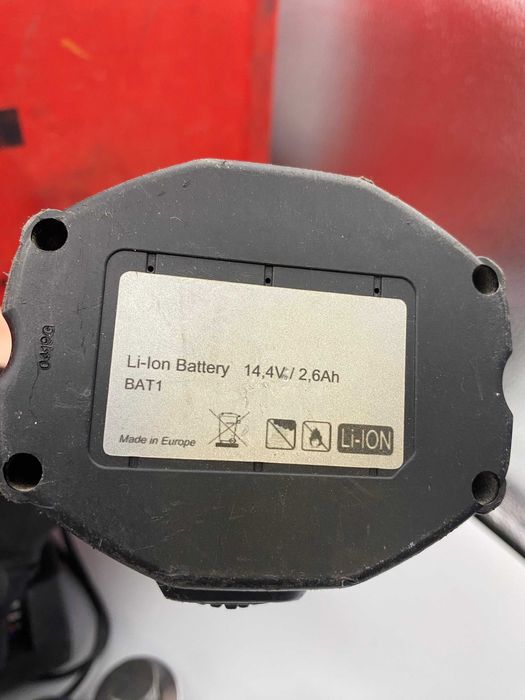 Li-Ion Battery 14,4V / 2,6Ah
BAT1
Made in Europe
Li-ION